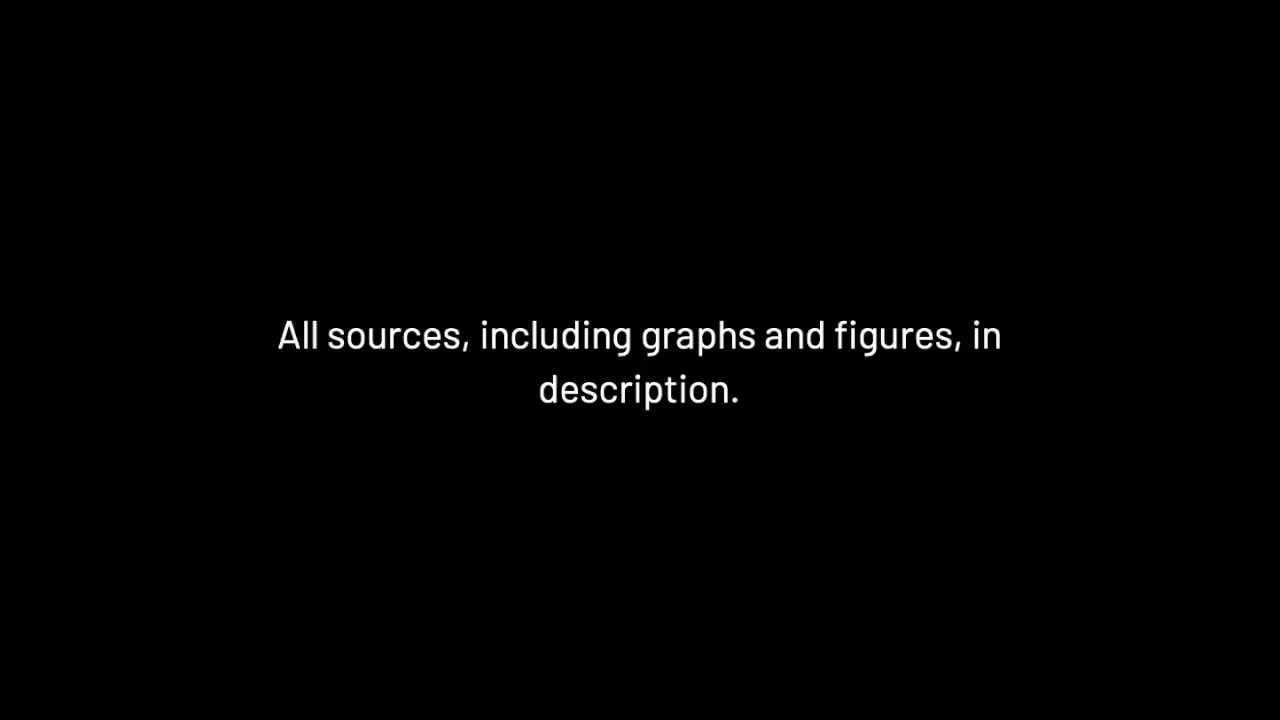 All sources, including graphs and figures, in
description.